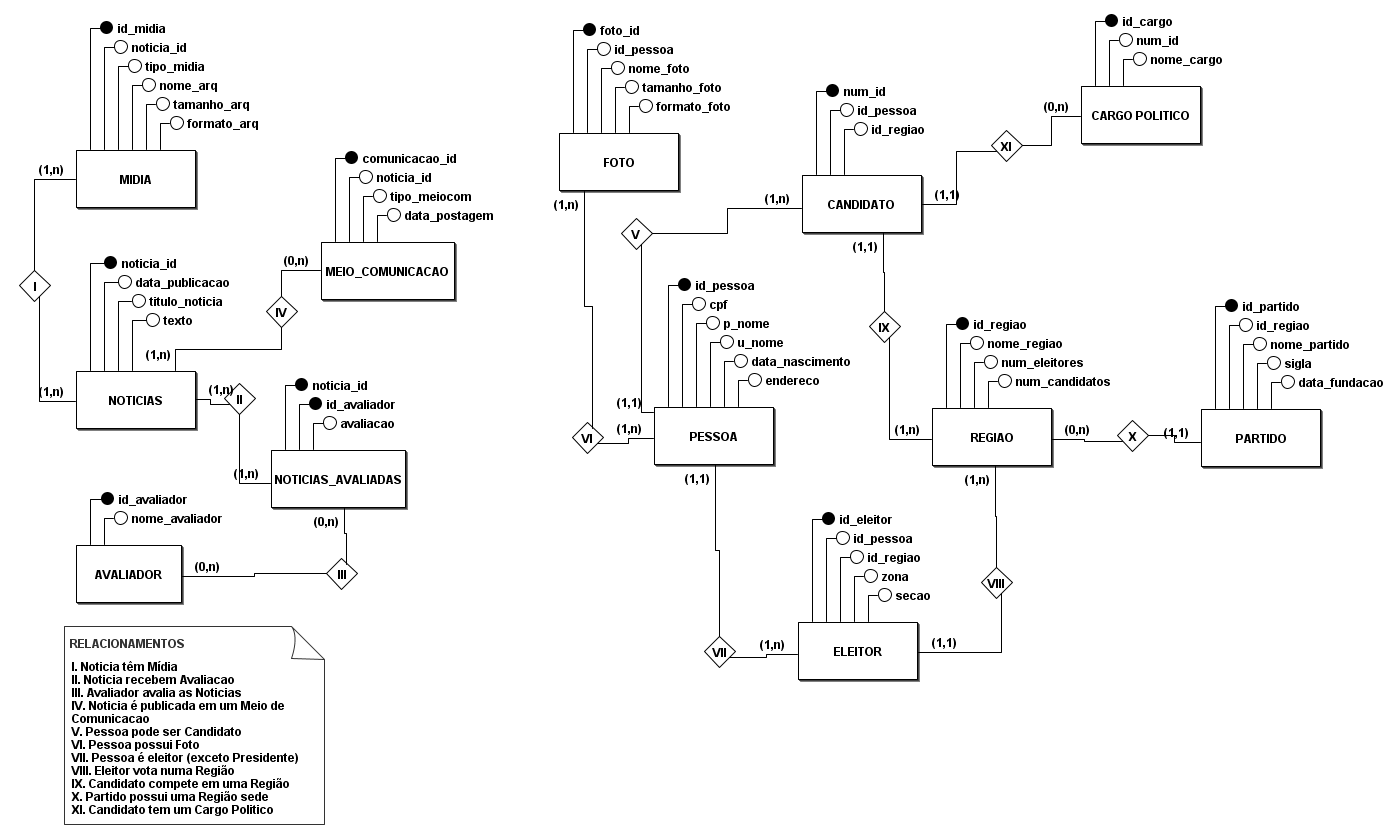 id_midia
noticia_id
tipo_midia
nome_arq
tamanho_arq
formato_arq
(1,n)
MIDIA
I
comunicacao_id
noticia_id
tipo_meiocom
data_postagem
(0,n)
MEIO_COMUNICACAO
IV
(1,n)
noticia_id
data_publicacao
titulo_noticia
texto
(1,n)
NOTICIAS
(1,n)
II
noticia_id
id_avaliador
avaliacao
(1,n)
NOTICIAS_AVALIADAS
(0,n)
III
id_avaliador
nome_avaliador
AVALIADOR
(0,n)
RELACIONAMENTOS
I. Noticia têm Mídia
II. Noticia recebem Avaliacao
III. Avaliador avalia as Noticias
IV. Noticia é publicada em um Meio de
Comunicacao
V. Pessoa pode ser Candidato
VI. Pessoa possui Foto
VII. Pessoa é eleitor (exceto Presidente)
VIII. Eleitor vota numa Região
IX. Candidato compete em uma Região
X. Partido possui uma Região sede
XI. Candidato tem um Cargo Politico
foto_id
id_pessoa
nome_foto
tamanho_foto
formato_foto
FOTO
(1,n)
V
(1,n)
num_id
id_pessoa
id_regiao
CANDIDATO
(1,1)
(1,1)
XI
(0,n)
id_cargo
num_id
nome_cargo
CARGO POLITICO
id_pessoa
cpf
p_nome
u_nome
data_nascimento
endereco
(1,1)
(1,n)
VI
PESSOA
(1,1)
IX
(1,n)
id_regiao
nome_regiao
num_eleitores
num_candidatos
REGIAO
(0,n)
X
(1,1)
(1,n)
id_partido
id_regiao
nome_partido
sigla
data_fundacao
PARTIDO
id_eleitor
id_pessoa
id_regiao
zona
secao
VII
(1,n)
ELEITOR
(1,1)
VIII